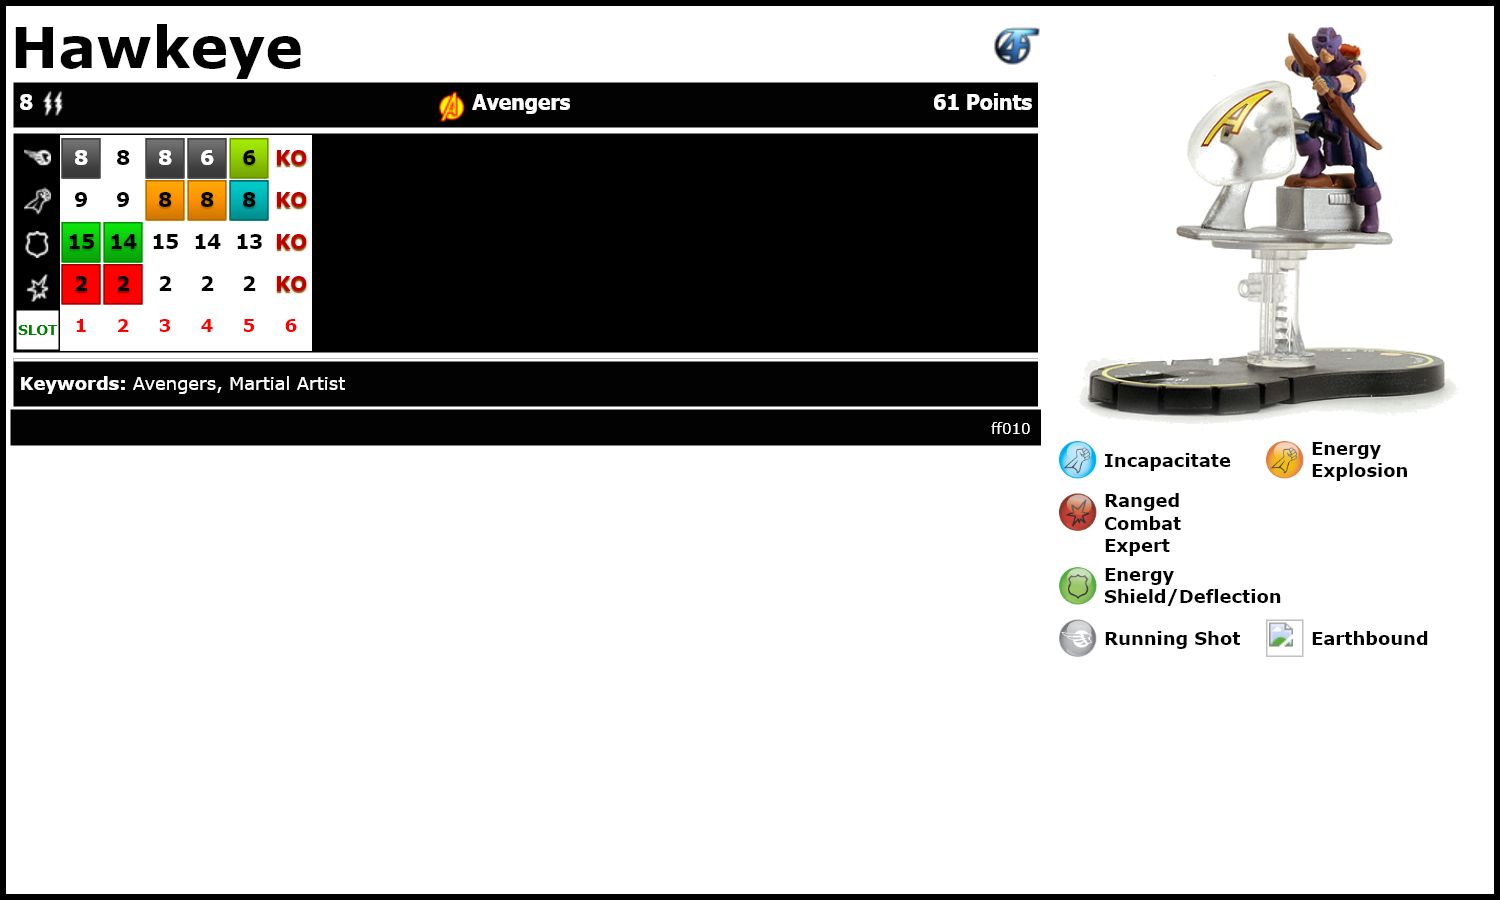 Hawkeye
8 Avengers 61 Points
8 8 8 6 6 KO
9 9 8 8 8 KO
15 14 15 14 13 KO
2 2 2 2 2 KO
SLOT 1 2 3 4 5 6
Keywords: Avengers, Martial Artist
ff010
A
Incapacitate
Energy
Explosion
Ranged
Combat
Expert
Energy
Shield/Deflection
Running Shot
Earthbound